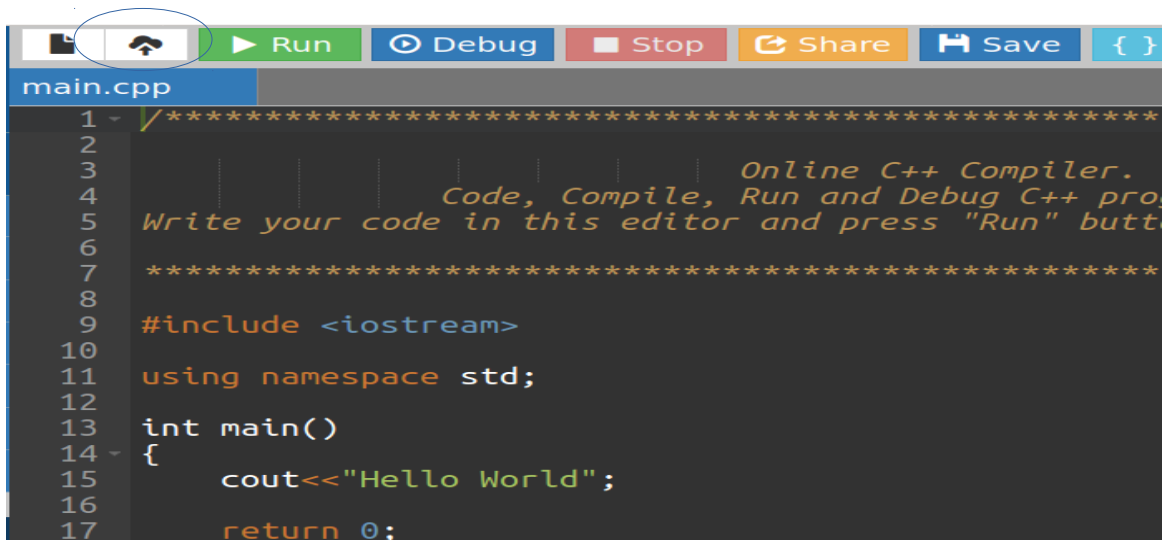 Run Debug Stop Share Save { }
main.cpp
1 /***************************************************
2
3 Online C++ Compiler.
4 Code, Compile, Run and Debug C++
5 Write your code in this editor and press "Run"
6
7 ***************************************************
8
9 #include <iostream>
10
11 using namespace std;
12
13 int main()
14 {
15 cout<<"Hello World";
16
17 return 0;